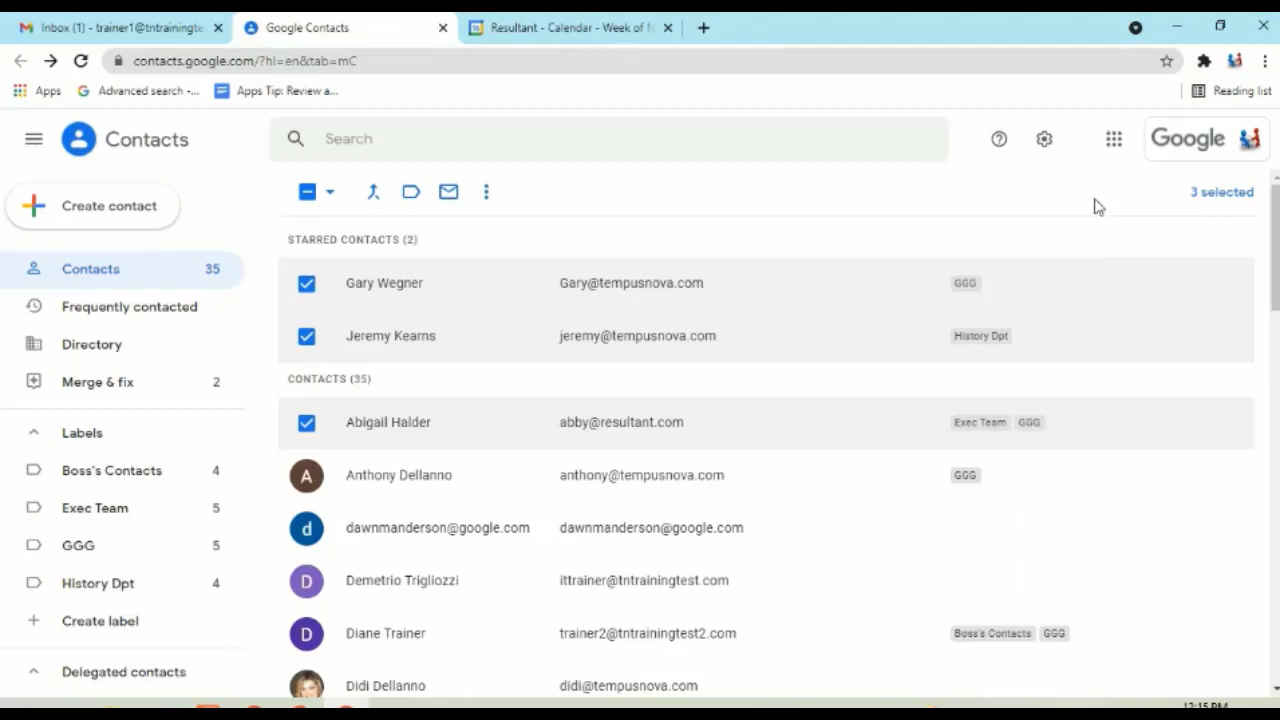 Inbox (1) - trainer1@tntrainingte
Google Contacts
Resultant - Calendar - Week of N
contacts.google.com/?hl=en&tab=mC
Apps
Advanced search -...
Apps Tip: Review a...
Reading list
Contacts
Search
Google
Create contact
3 selected
Contacts 35
Frequently contacted
Directory
Merge & fix 2
Labels
Boss's Contacts 4
Exec Team 5
GGG 5
History Dpt 4
Create label
Delegated contacts
STARRED CONTACTS (2)
Gary Wegner Gary@tempusnova.com GGG
Jeremy Kearns jeremy@tempusnova.com History Dpt
CONTACTS (35)
Abigail Halder abby@resultant.com Exec Team GGG
A Anthony Dellanno anthony@tempusnova.com GGG
d dawnmanderson@google.com dawnmanderson@google.com
D Demetrio Trigliozzi ittrainer@tntrainingtest.com
D Diane Trainer trainer2@tntrainingtest2.com Boss's Contacts GGG
Didi Dellanno didi@tempusnova.com
12:15 PM